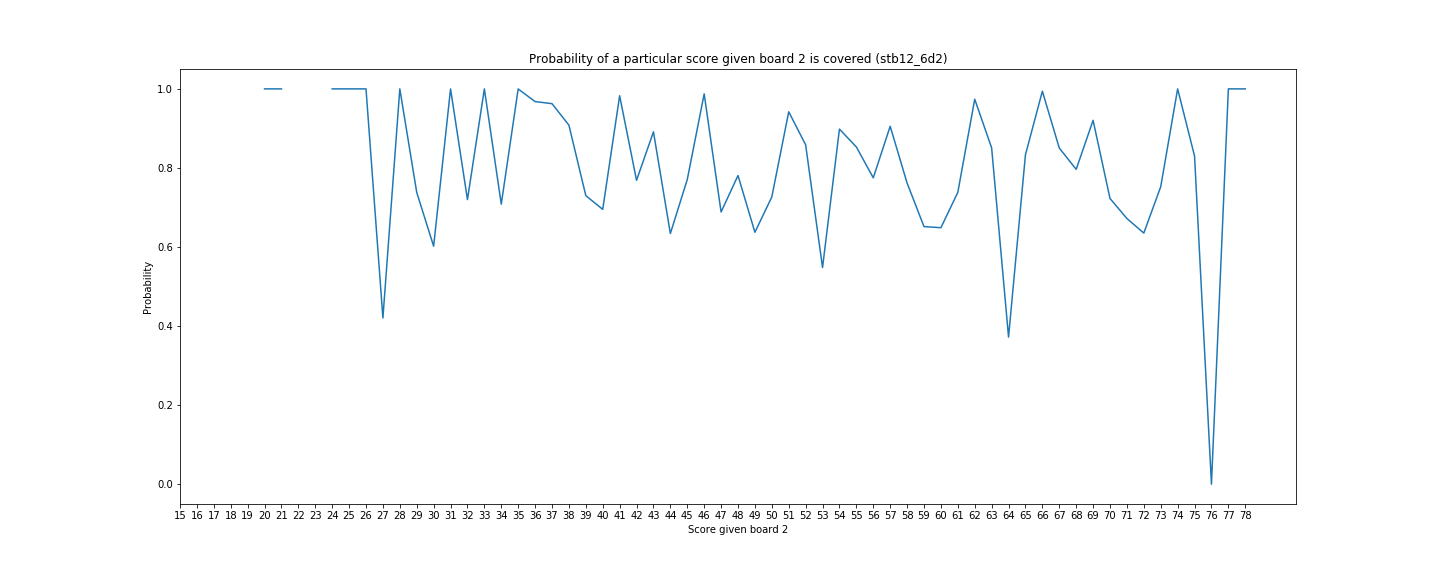 Probability of a particular score given board 2 is covered (stb12_6d2)
1.0
0.8
0.6
0.4
0.2
0.0
Probability
15 16 17 18 19 20 21 22 23 24 25 26 27 28 29 30 31 32 33 34 35 36 37 38 39 40 41 42 43 44 45 46 47 48 49 50 51 52 53 54 55 56 57 58 59 60 61 62 63 64 65 66 67 68 69 70 71 72 73 74 75 76 77 78
Score given board 2